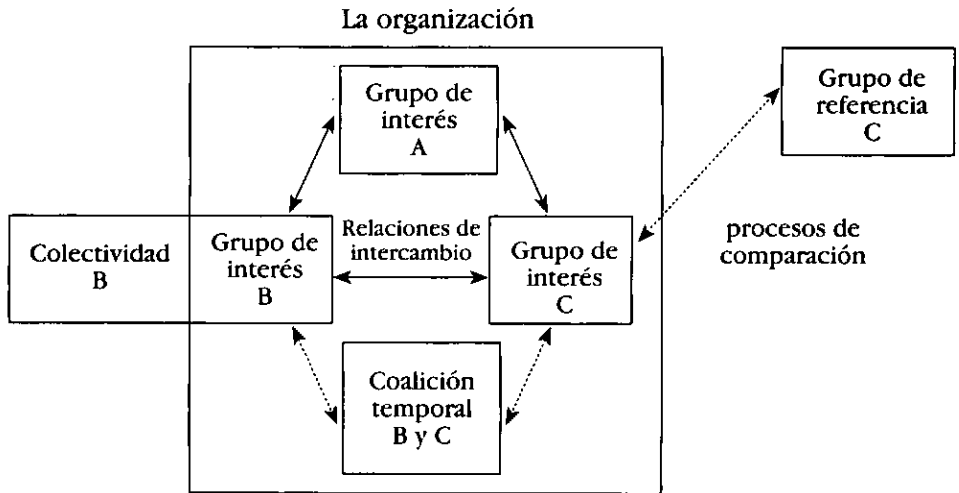 La organización
Grupo de
interés
A
Grupo de
referencia
C
Colectividad
B
Grupo de
interés
B
Relaciones de
intercambio
Grupo de
interés
C
procesos de
comparación
Coalición
temporal
B y C